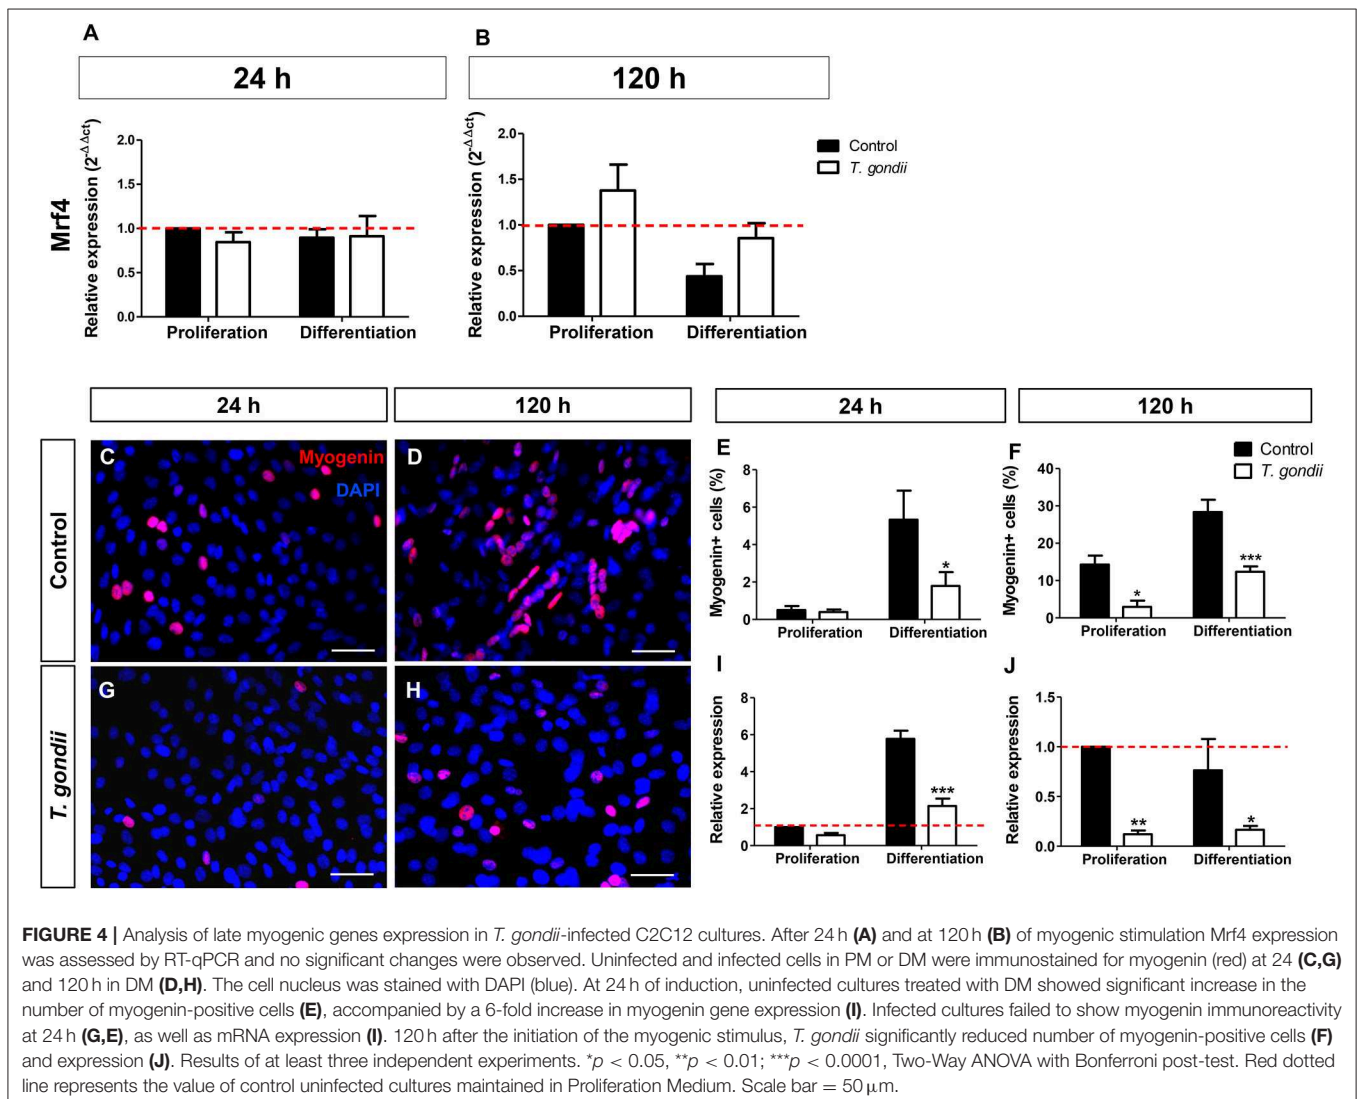 A
B
24 h
120 h
Mrf4
Relative expression (2-ΔΔct)
2.0
1.5
1.0
0.5
0.0
Proliferation
Differentiation
Relative expression (2-ΔΔct)
2.0
1.5
1.0
0.5
0.0
Proliferation
Differentiation
Control
T. gondii
24 h
120 h
24 h
120 h
Control
C
Myogenin
DAPI
D
E
Myogenin+ cells (%)
8
6
4
2
0
*
Proliferation
Differentiation
F
Control
T. gondii
Myogenin+ cells (%)
40
30
20
10
0
*
***
Proliferation
Differentiation
T. gondii
G
H
I
Relative expression
8
6
4
2
0
***
Proliferation
Differentiation
J
Relative expression
1.5
1.0
0.5
0.0
**
*
Proliferation
Differentiation
FIGURE 4 | Analysis of late myogenic genes expression in T. gondii-infected C2C12 cultures. After 24 h (A) and at 120 h (B) of myogenic stimulation Mrf4 expression
was assessed by RT-qPCR and no significant changes were observed. Uninfected and infected cells in PM or DM were immunostained for myogenin (red) at 24 (C,G)
and 120 h in DM (D,H). The cell nucleus was stained with DAPI (blue). At 24 h of induction, uninfected cultures treated with DM showed significant increase in the
number of myogenin-positive cells (E), accompanied by a 6-fold increase in myogenin gene expression (I). Infected cultures failed to show myogenin immunoreactivity
at 24 h (G,E), as well as mRNA expression (I). 120 h after the initiation of the myogenic stimulus, T. gondii significantly reduced number of myogenin-positive cells (F)
and expression (J). Results of at least three independent experiments. *p < 0.05, **p < 0.01; ***p < 0.0001, Two-Way ANOVA with Bonferroni post-test. Red dotted
line represents the value of control uninfected cultures maintained in Proliferation Medium. Scale bar = 50 μm.